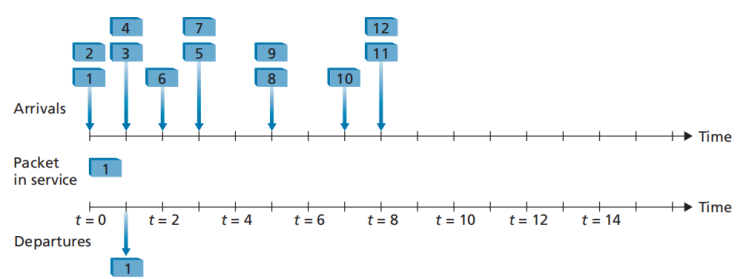 4 7 12
2 3 5 9 11
1 6 8 10
Arrivals
Time
Packet
in service
1
Time
t = 0 t = 2 t = 4 t = 6 t = 8 t = 10 t = 12 t = 14
Departures
1